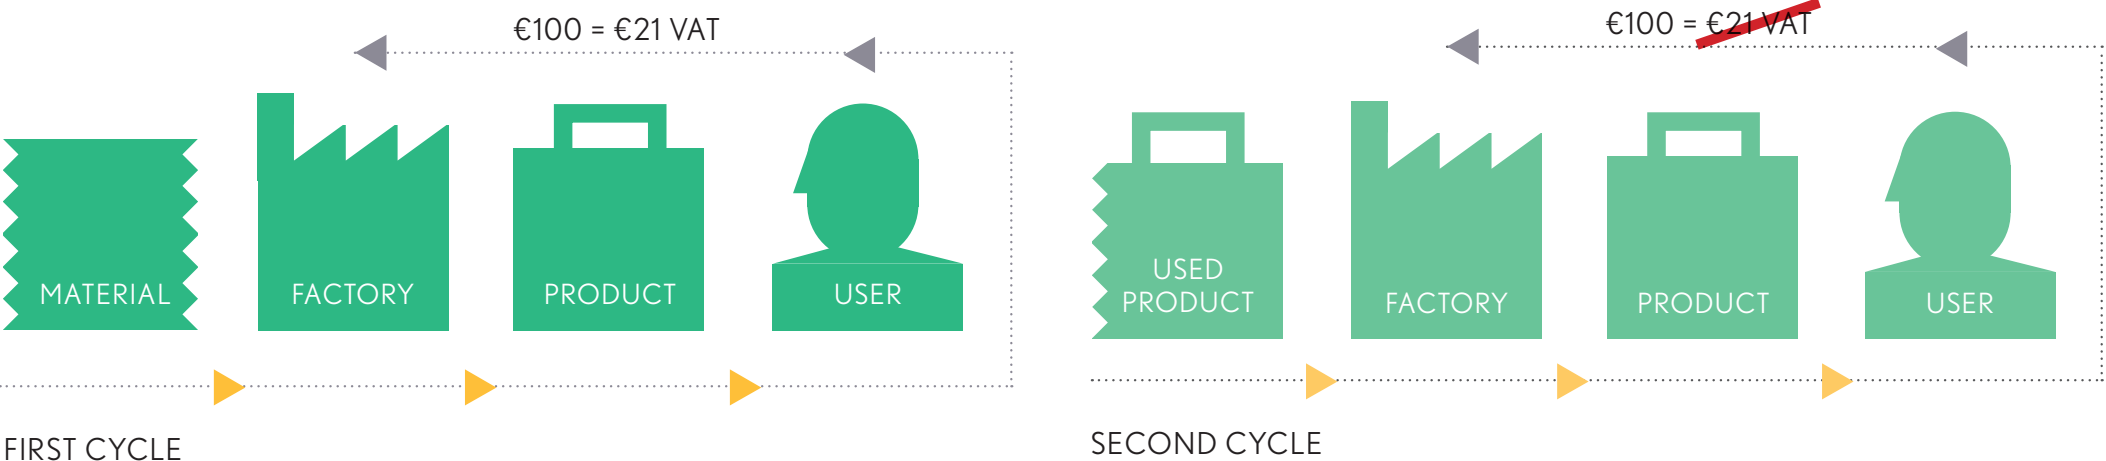 €100 = €21 VAT
MATERIAL
FACTORY
PRODUCT
USER
FIRST CYCLE
€100 = €21 VAT
USED
PRODUCT
FACTORY
PRODUCT
USER
SECOND CYCLE